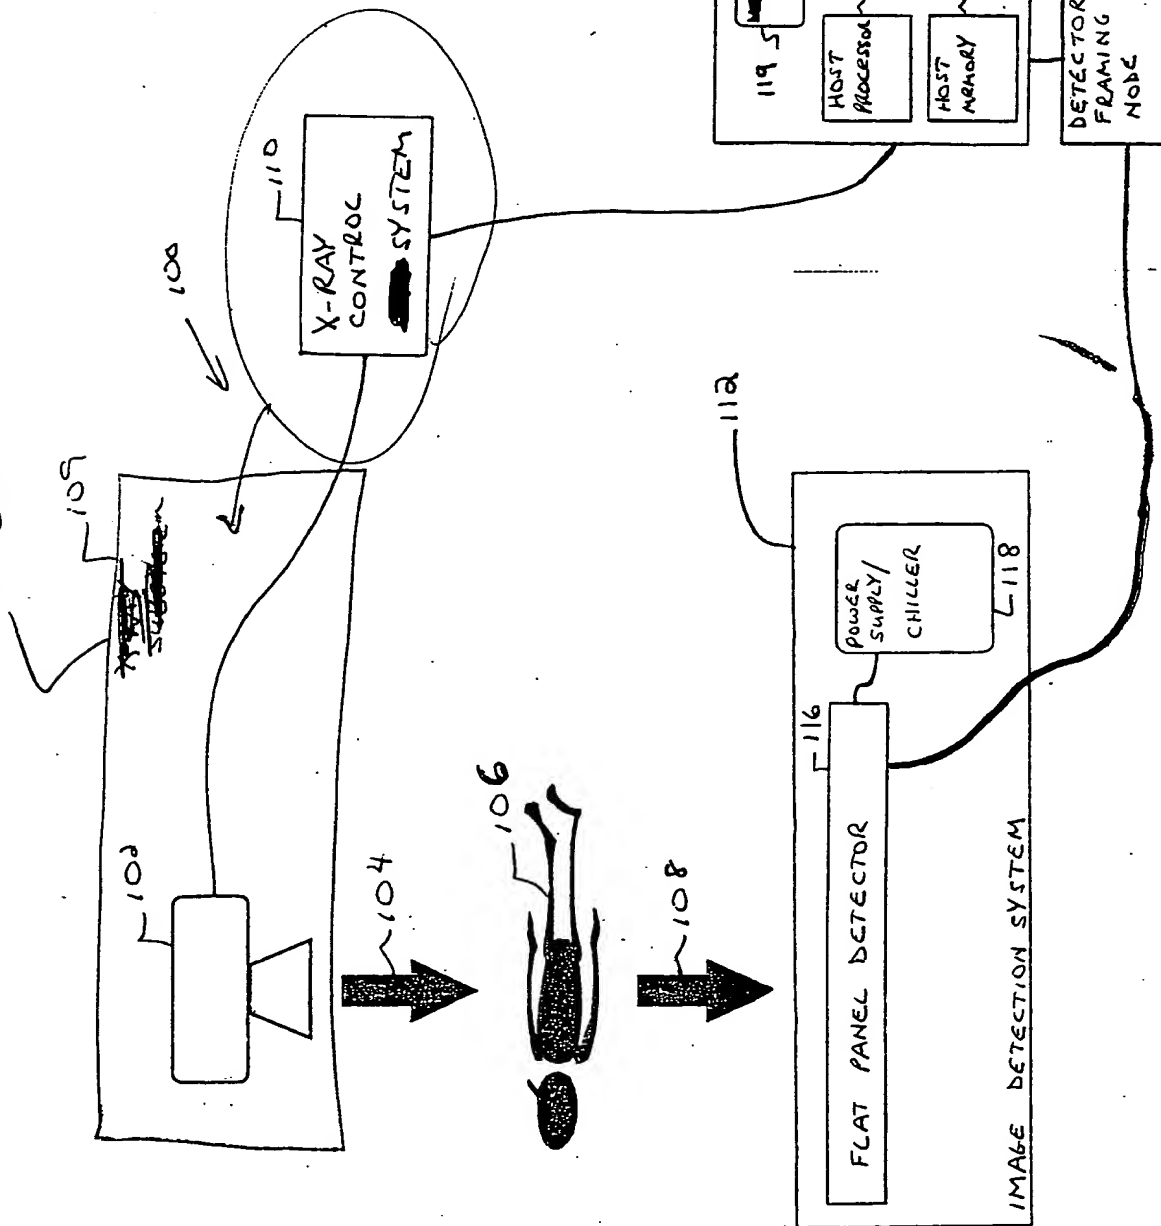 105
100
110
X-RAY
CONTROL
SYSTEM
102
104
106
108
112
116
FLAT PANEL DETECTOR
POWER
SUPPLY/
CHILLER
118
IMAGE DETECTION SYSTEM
119
HOST
PROCESSOR
HOST
MEMORY
DETECTOR
FRAMING
NODE